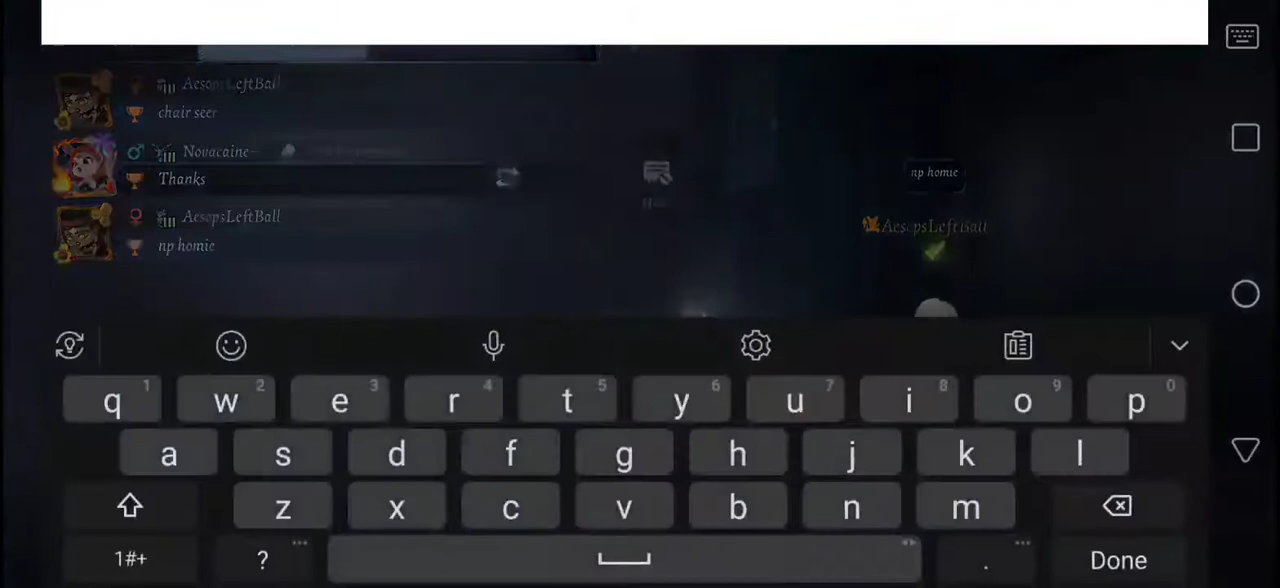 AesopsLeftBall
chair seer
Novacaine~
Thanks
AesopsLeftBall
np homie
np homie
AesopsLeftBall
q 1 w 2 e 3 r 4 t 5 y 6 u 7 i 8 o 9 p 0
a s d f g h j k l
z x c v b n m
1#+ ? . Done